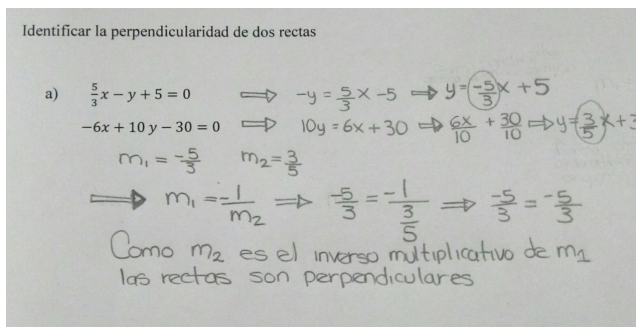 Identificar la perpendicularidad de dos rectas
a) 5/3 x − y + 5 = 0 ⇒ -y = 5/3 x -5 ⇒ y = -5/3 x + 5
−6x + 10 y − 30 = 0 ⇒ 10y = 6x + 30 ⇒ 6x/10 + 30/10 ⇒ y = 3/5 x + 3
m₁ = -5/3 m₂ = 3/5
⇒ m₁ = -1/m₂ ⇒ -5/3 = -1/(3/5) ⇒ -5/3 = -5/3
Como m₂ es el inverso multiplicativo de m₁
las rectas son perpendiculares